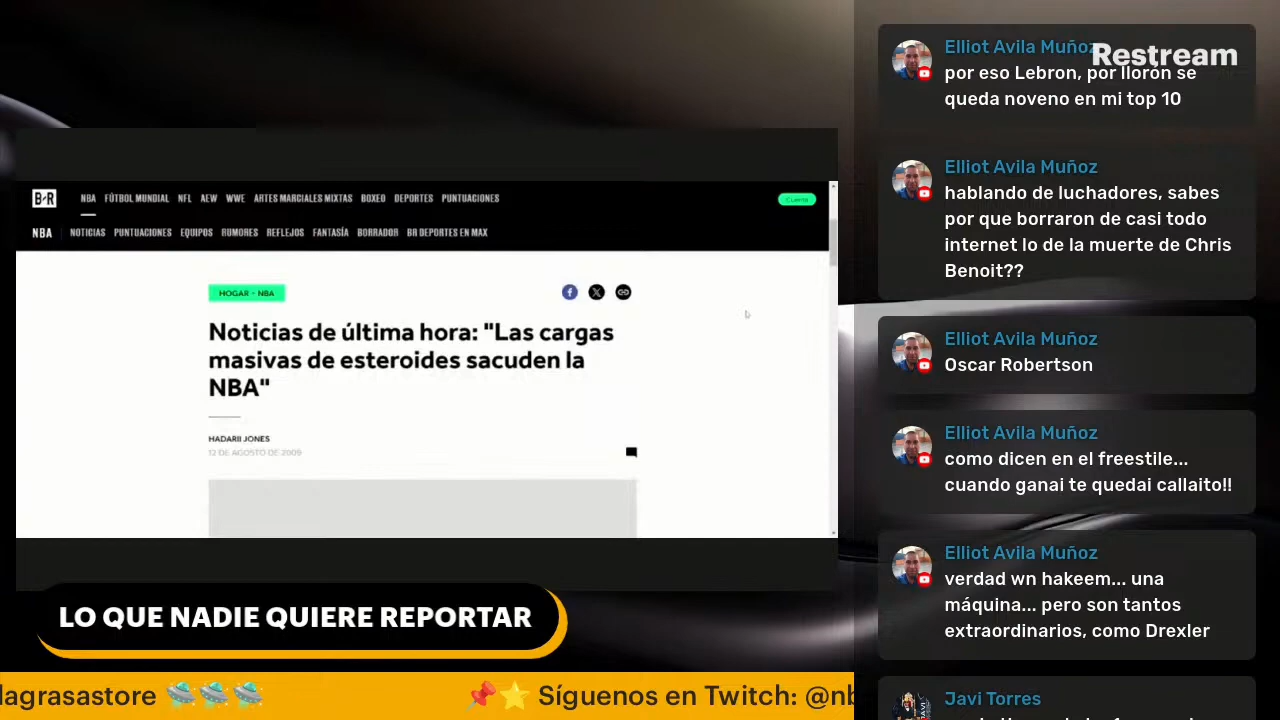 B/R
NBA FÚTBOL MUNDIAL NFL AEW WWE ARTES MARCIALES MIXTAS BOXEO DEPORTES PUNTUACIONES
Cuenta
NBA NOTICIAS PUNTUACIONES EQUIPOS RUMORES REFLEJOS FANTASÍA BORRADOR BR DEPORTES EN MAX
HOGAR - NBA
Noticias de última hora: "Las cargas
masivas de esteroides sacuden la
NBA"
HADARII JONES
12 DE AGOSTO DE 2009
LO QUE NADIE QUIERE REPORTAR
lagrasastore 🛸🛸🛸 📌⭐ Síguenos en Twitch: @nb
Restream
Elliot Avila Muñoz
por eso Lebron, por llorón se
queda noveno en mi top 10
Elliot Avila Muñoz
hablando de luchadores, sabes
por que borraron de casi todo
internet lo de la muerte de Chris
Benoit??
Elliot Avila Muñoz
Oscar Robertson
Elliot Avila Muñoz
como dicen en el freestile...
cuando ganai te quedai callaito!!
Elliot Avila Muñoz
verdad wn hakeem... una
máquina... pero son tantos
extraordinarios, como Drexler
Javi Torres